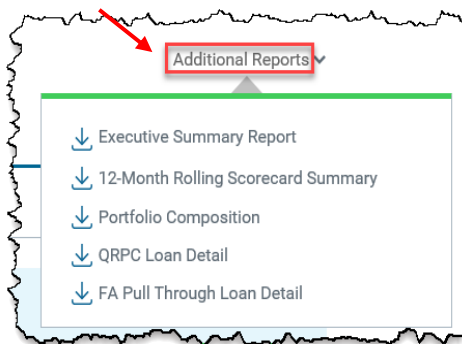 Additional Reports
Executive Summary Report
12-Month Rolling Scorecard Summary
Portfolio Composition
QRPC Loan Detail
FA Pull Through Loan Detail